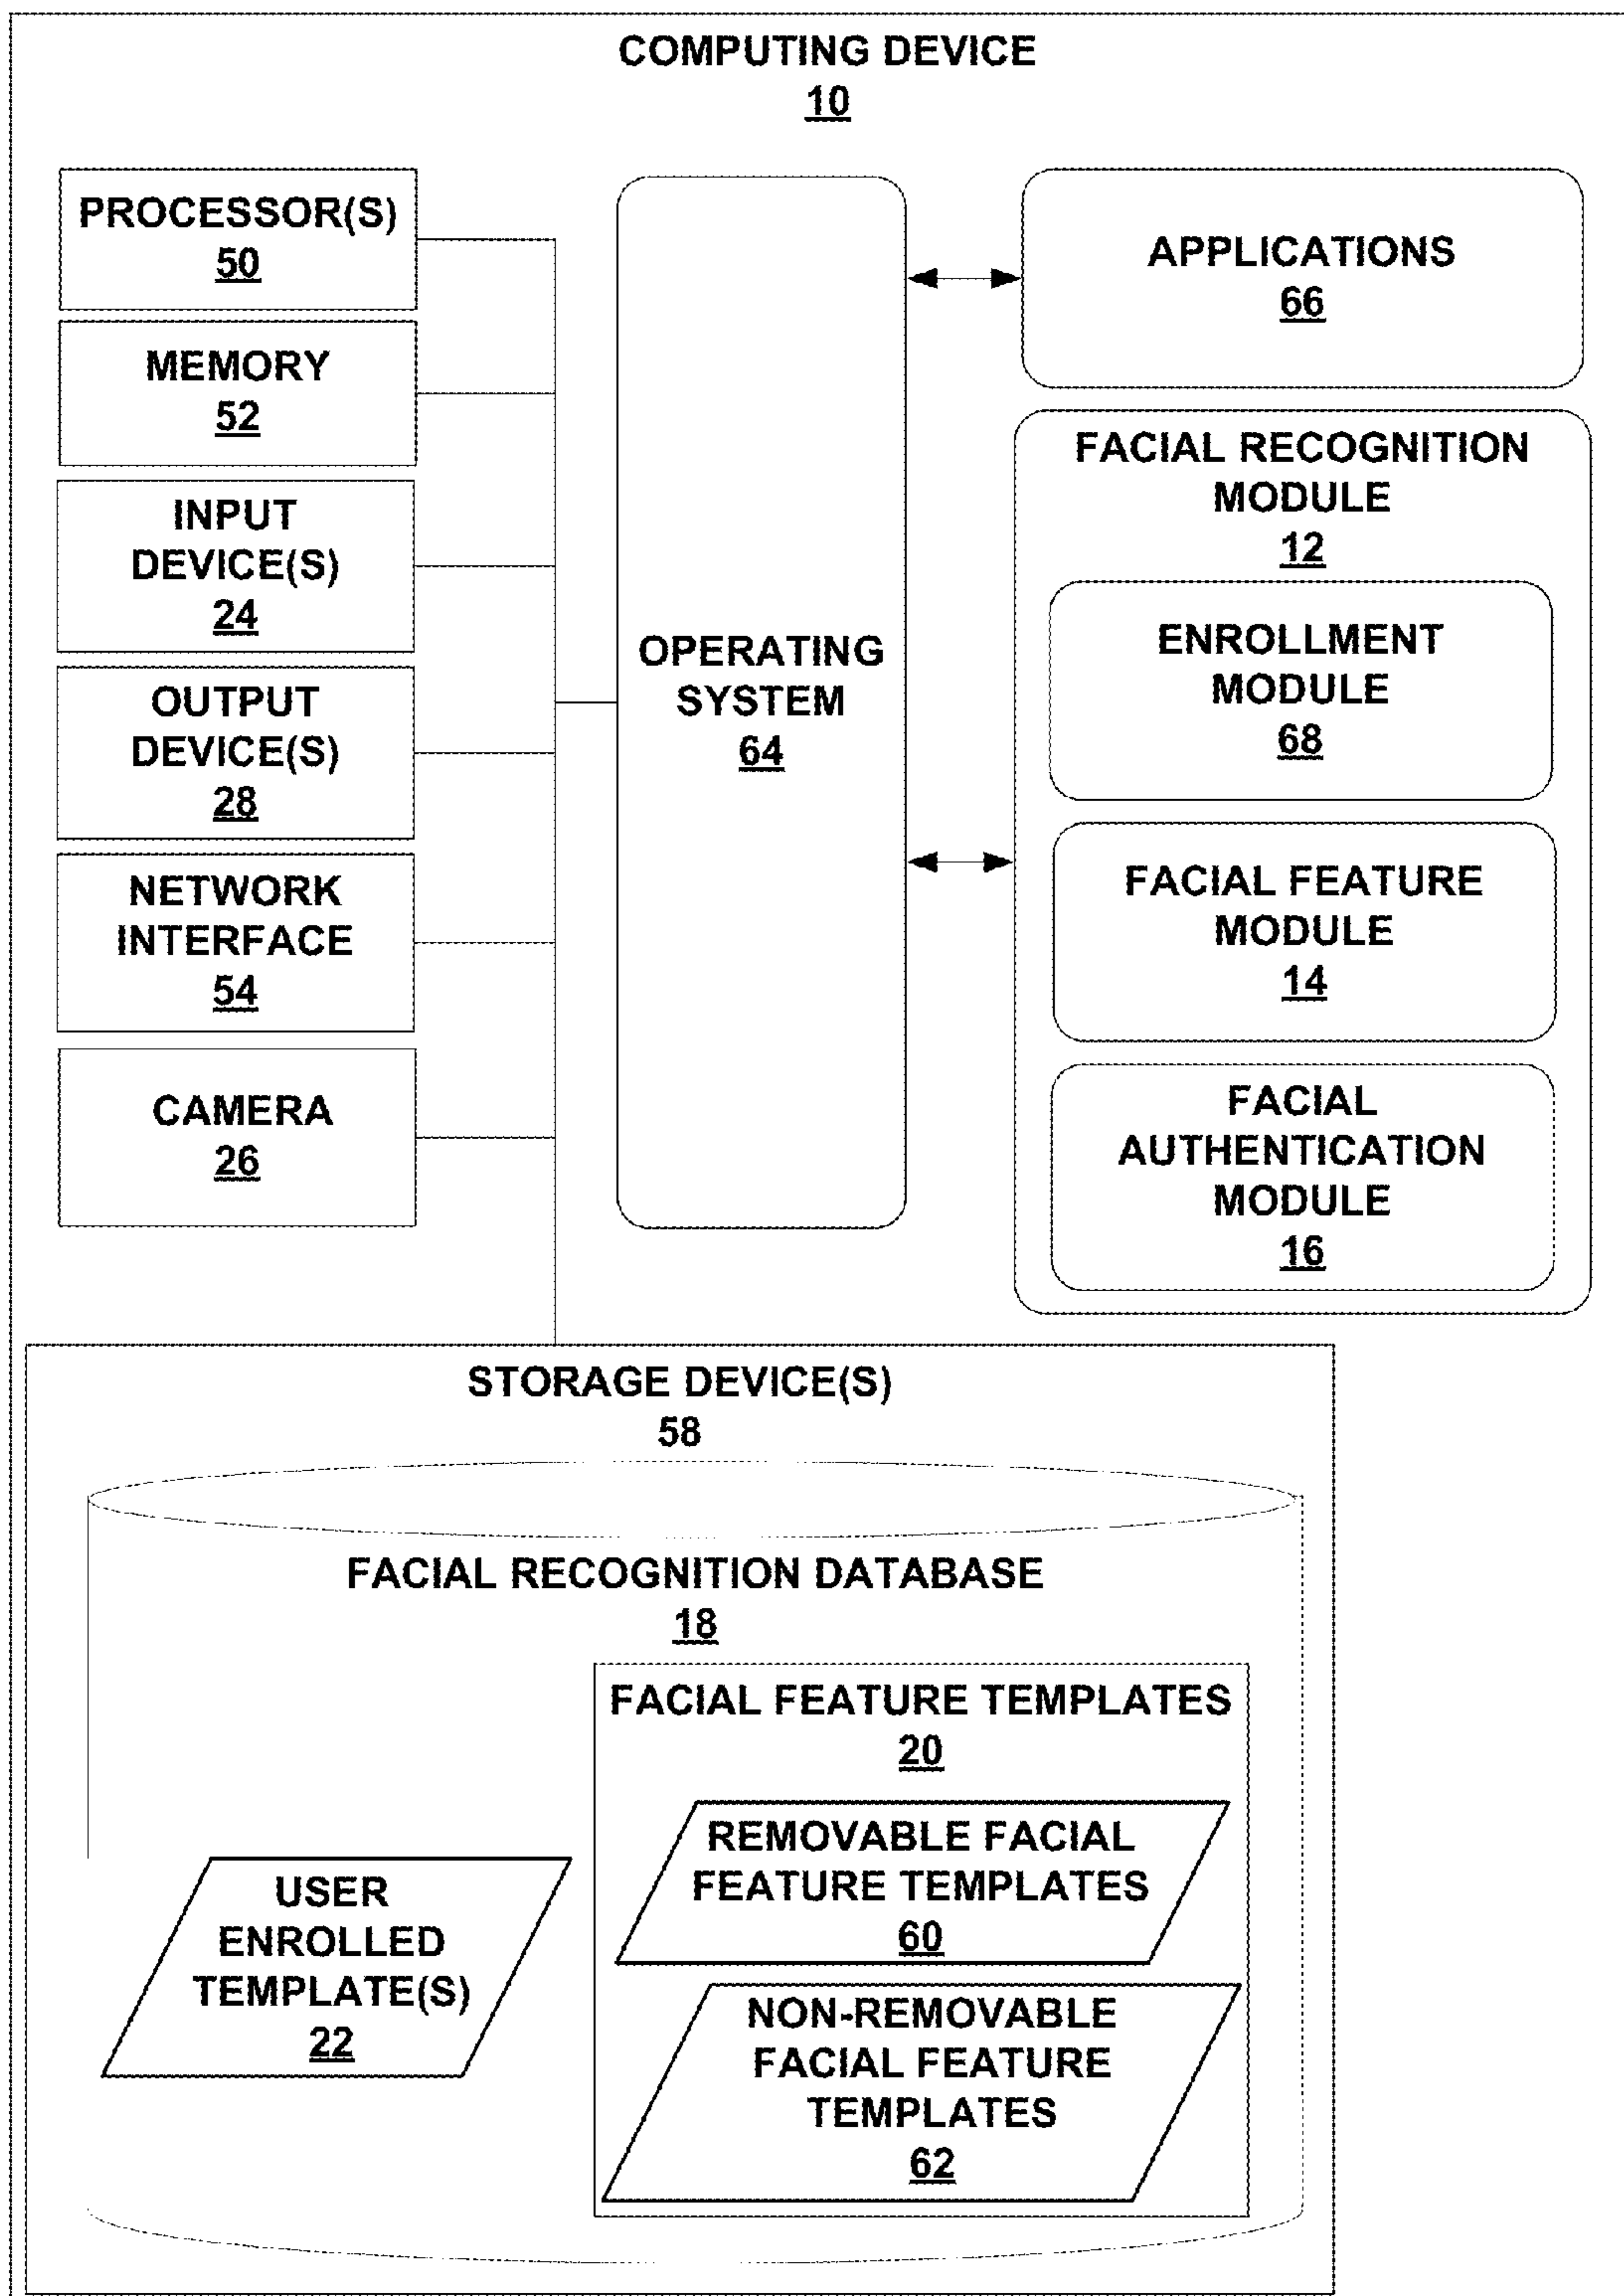 COMPUTING DEVICE
10
PROCESSOR(S)
50
MEMORY
52
INPUT
DEVICE(S)
24
OUTPUT
DEVICE(S)
28
NETWORK
INTERFACE
54
CAMERA
26
OPERATING
SYSTEM
64
APPLICATIONS
66
FACIAL RECOGNITION
MODULE
12
ENROLLMENT
MODULE
68
FACIAL FEATURE
MODULE
14
FACIAL
AUTHENTICATION
MODULE
16
STORAGE DEVICE(S)
58
FACIAL RECOGNITION DATABASE
18
USER
ENROLLED
TEMPLATE(S)
22
FACIAL FEATURE TEMPLATES
20
REMOVABLE FACIAL
FEATURE TEMPLATES
60
NON-REMOVABLE
FACIAL FEATURE
TEMPLATES
62